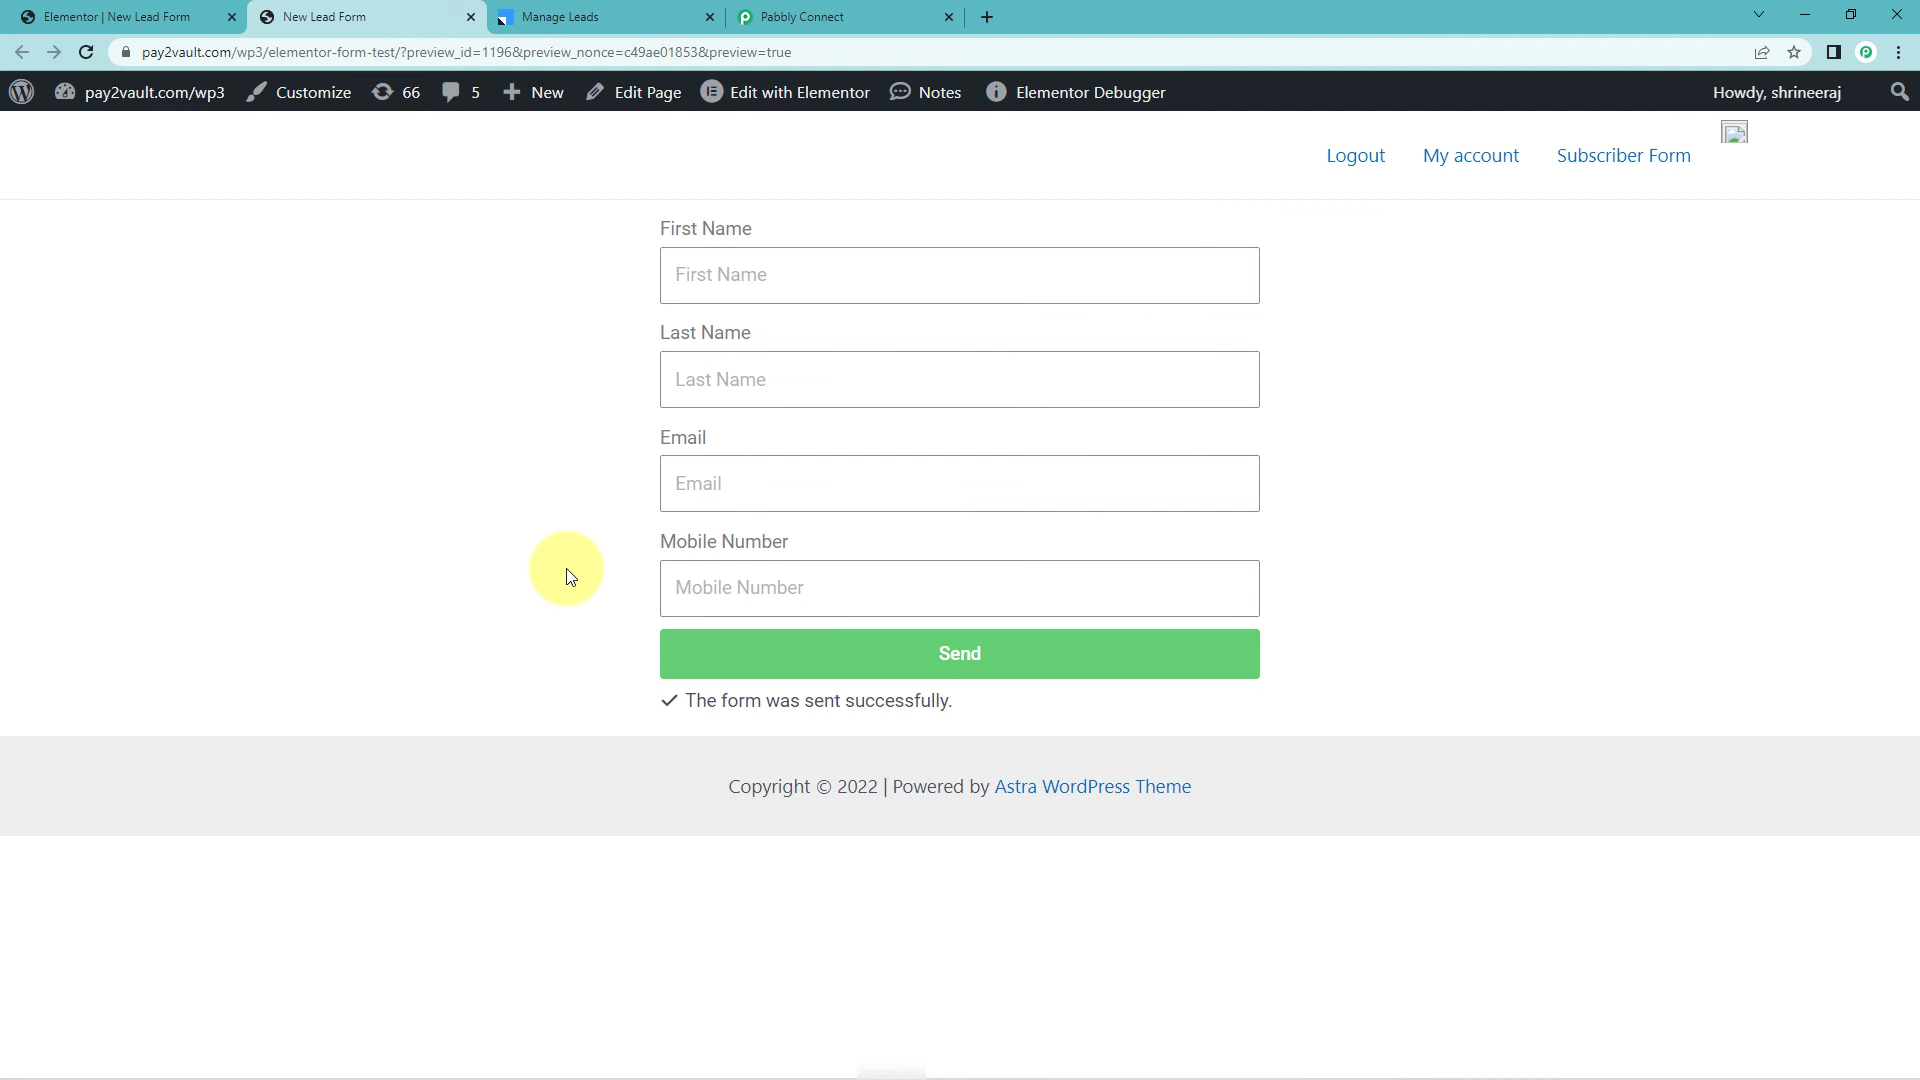 Elementor | New Lead Form
New Lead Form
Manage Leads
Pabbly Connect
pay2vault.com/wp3/elementor-form-test/?preview_id=1196&preview_nonce=c49ae01853&preview=true
pay2vault.com/wp3 Customize 66 5 New Edit Page Edit with Elementor Notes Elementor Debugger Howdy, shrineeraj
Logout My account Subscriber Form
First Name
First Name
Last Name
Last Name
Email
Email
Mobile Number
Mobile Number
Send
The form was sent successfully.
Copyright © 2022 | Powered by Astra WordPress Theme